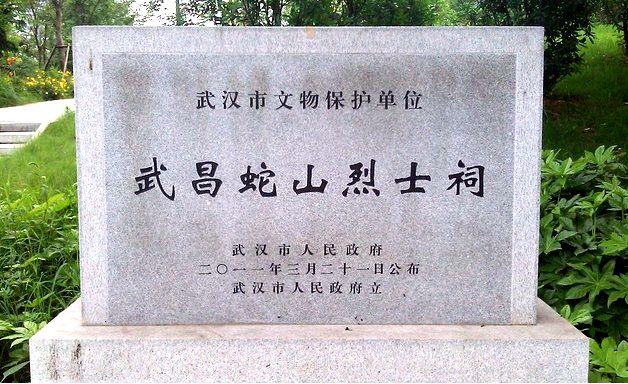 武汉市文物保护单位
武昌蛇山烈士祠
武汉市人民政府
二〇一一年三月二十一日公布
武汉市人民政府立